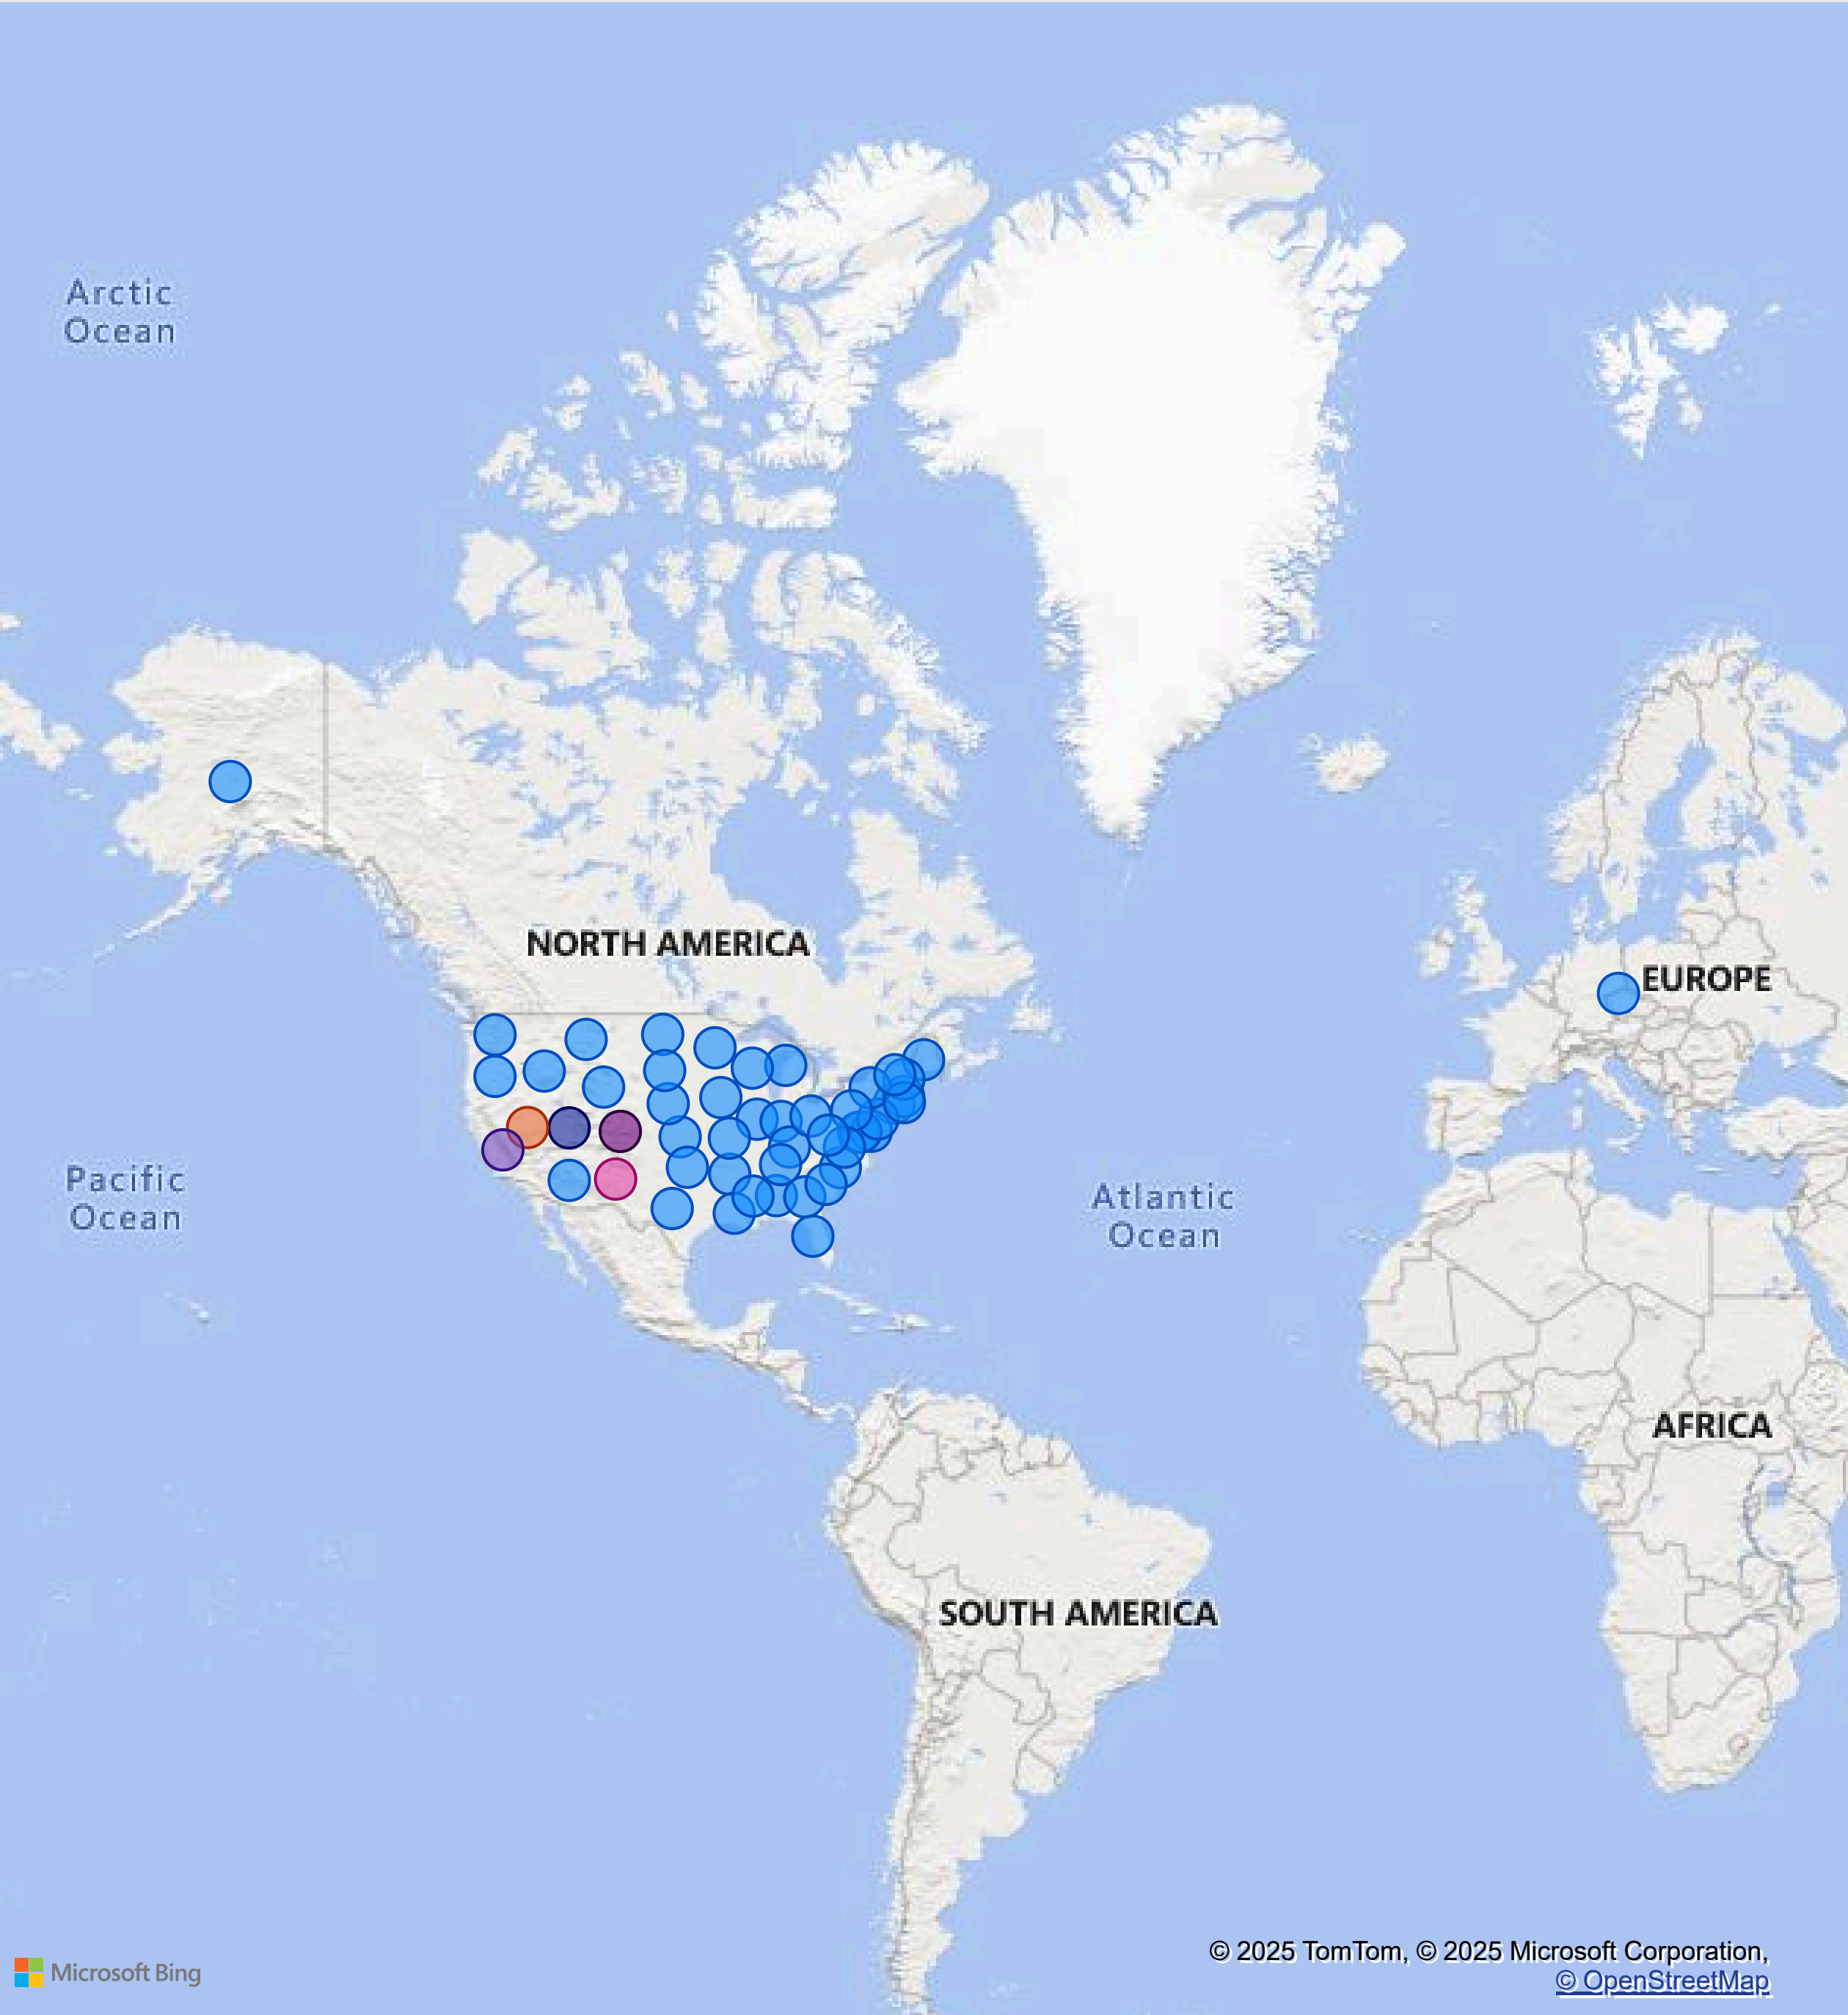 Arctic
Ocean
NORTH AMERICA
EUROPE
Pacific
Ocean
Atlantic
Ocean
AFRICA
SOUTH AMERICA
© 2025 TomTom, © 2025 Microsoft Corporation,
Microsoft Bing
© OpenStreetMap